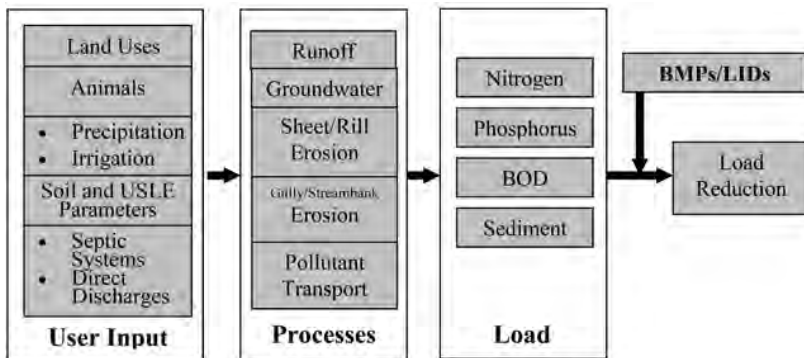 Land Uses
Animals
• Precipitation
• Irrigation
Soil and USLE
Parameters
• Septic
Systems
• Direct
Discharges
User Input
Runoff
Groundwater
Sheet/Rill
Erosion
Gully/Streambank
Erosion
Pollutant
Transport
Processes
Nitrogen
Phosphorus
BOD
Sediment
Load
BMPs/LIDs
Load
Reduction